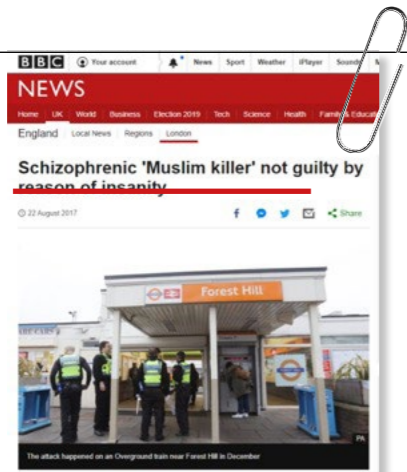 BBC Your account News Sport Weather iPlayer Sounds
NEWS
Home UK World Business Election 2019 Tech Science Health Family & Educat
England Local News Regions London
Schizophrenic 'Muslim killer' not guilty by
reason of insanity
22 August 2017 Share
Forest Hill
PA
The attack happened on an Overground train near Forest Hill in December